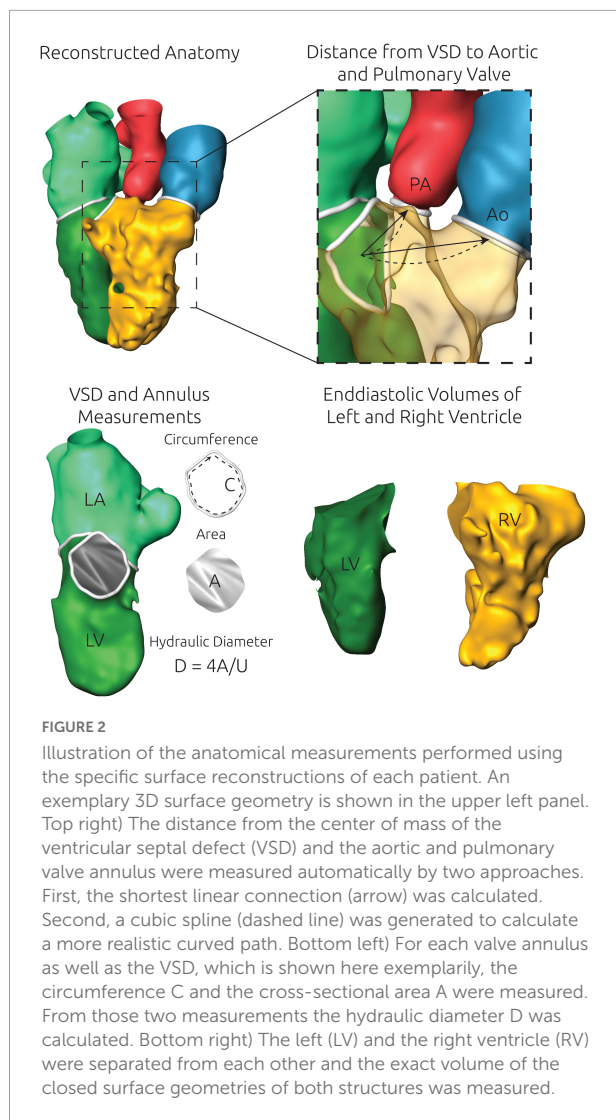 Reconstructed Anatomy
Distance from VSD to Aortic
and Pulmonary Valve
PA
Ao
VSD and Annulus
Measurements
Circumference
C
LA
Area
A
LV
Hydraulic Diameter
D = 4A/U
Enddiastolic Volumes of
Left and Right Ventricle
LV
RV
FIGURE 2
Illustration of the anatomical measurements performed using
the specific surface reconstructions of each patient. An
exemplary 3D surface geometry is shown in the upper left panel.
Top right) The distance from the center of mass of the
ventricular septal defect (VSD) and the aortic and pulmonary
valve annulus were measured automatically by two approaches.
First, the shortest linear connection (arrow) was calculated.
Second, a cubic spline (dashed line) was generated to calculate
a more realistic curved path. Bottom left) For each valve annulus
as well as the VSD, which is shown here exemplarily, the
circumference C and the cross-sectional area A were measured.
From those two measurements the hydraulic diameter D was
calculated. Bottom right) The left (LV) and the right ventricle (RV)
were separated from each other and the exact volume of the
closed surface geometries of both structures was measured.